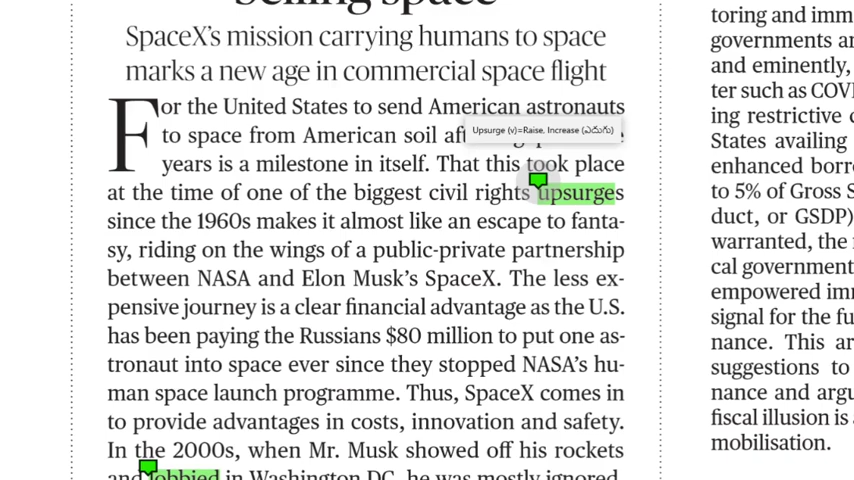 Selling space
SpaceX's mission carrying humans to space
marks a new age in commercial space flight
For the United States to send American astronauts
to space from American soil
Upsurge (v)=Raise, Increase (ఎదుగు)
years is a milestone in itself. That this took place
at the time of one of the biggest civil rights upsurges
since the 1960s makes it almost like an escape to fanta-
sy, riding on the wings of a public-private partnership
between NASA and Elon Musk's SpaceX. The less ex-
pensive journey is a clear financial advantage as the U.S.
has been paying the Russians $80 million to put one as-
tronaut into space ever since they stopped NASA's hu-
man space launch programme. Thus, SpaceX comes in
to provide advantages in costs, innovation and safety.
In the 2000s, when Mr. Musk showed off his rockets
and lobbied in Washington DC, he was mostly ignored.
toring and imm
governments an
and eminently,
ter such as COVI
ing restrictive c
States availing
enhanced borr
to 5% of Gross S
duct, or GSDP)
warranted, the
cal government
empowered imm
signal for the fu
nance. This ar
suggestions to
nance and argu
fiscal illusion is
mobilisation.